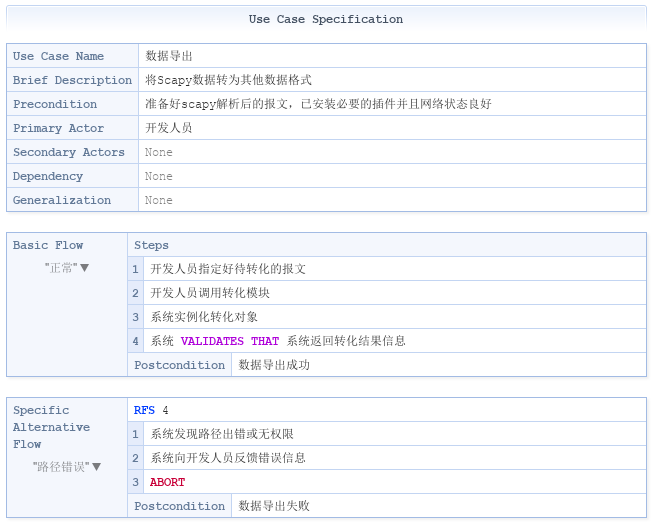 Use Case Specification
Use Case Name 数据导出
Brief Description 将Scapy数据转为其他数据格式
Precondition 准备好scapy解析后的报文，已安装必要的插件并且网络状态良好
Primary Actor 开发人员
Secondary Actors None
Dependency None
Generalization None
Basic Flow Steps
"正常"▼
1 开发人员指定好待转化的报文
2 开发人员调用转化模块
3 系统实例化转化对象
4 系统 VALIDATES THAT 系统返回转化结果信息
Postcondition 数据导出成功
Specific Alternative Flow
"路径错误"▼
RFS 4
1 系统发现路径出错或无权限
2 系统向开发人员反馈错误信息
3 ABORT
Postcondition 数据导出失败